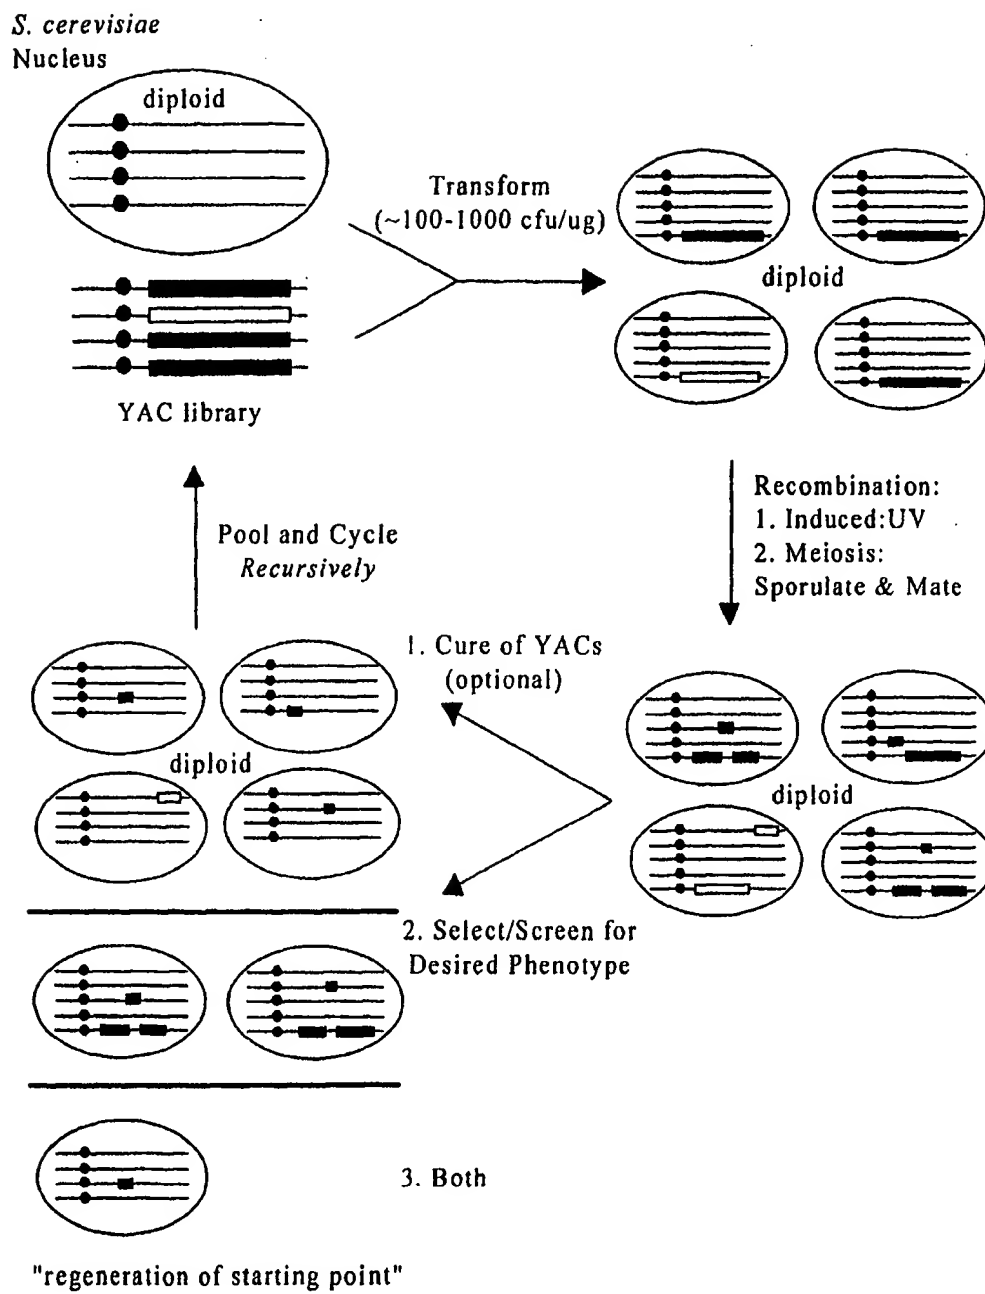 S. cerevisiae
Nucleus
diploid
Transform
(~100-1000 cfu/ug)
diploid
YAC library
Recombination:
1. Induced:UV
2. Meiosis:
Sporulate & Mate
Pool and Cycle
Recursively
1. Cure of YACs
(optional)
diploid
diploid
2. Select/Screen for
Desired Phenotype
3. Both
"regeneration of starting point"